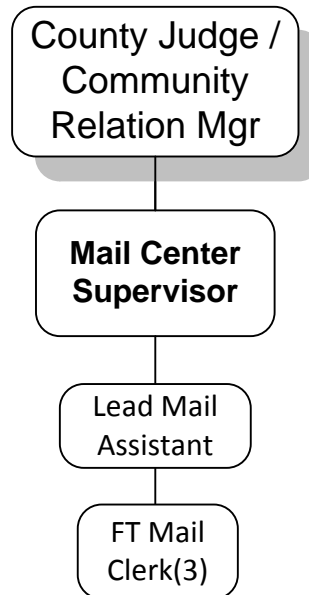 County Judge /
Community
Relation Mgr
Mail Center
Supervisor
Lead Mail
Assistant
FT Mail
Clerk(3)